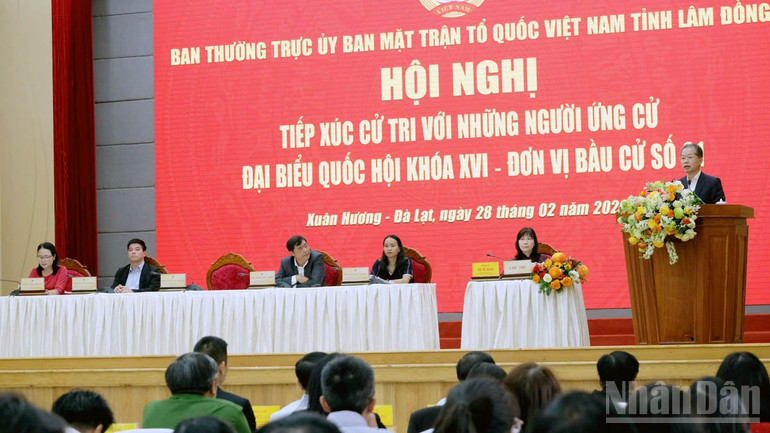 VIỆT NAM
BAN THƯỜNG TRỰC ỦY BAN MẶT TRẬN TỔ QUỐC VIỆT NAM TỈNH LÂM ĐỒNG
HỘI NGHỊ
TIẾP XÚC CỬ TRI VỚI NHỮNG NGƯỜI ỨNG CỬ
ĐẠI BIỂU QUỐC HỘI KHÓA XVI - ĐƠN VỊ BẦU CỬ SỐ
Xuân Hương - Đà Lạt, ngày 28 tháng 02 năm
NhânDân